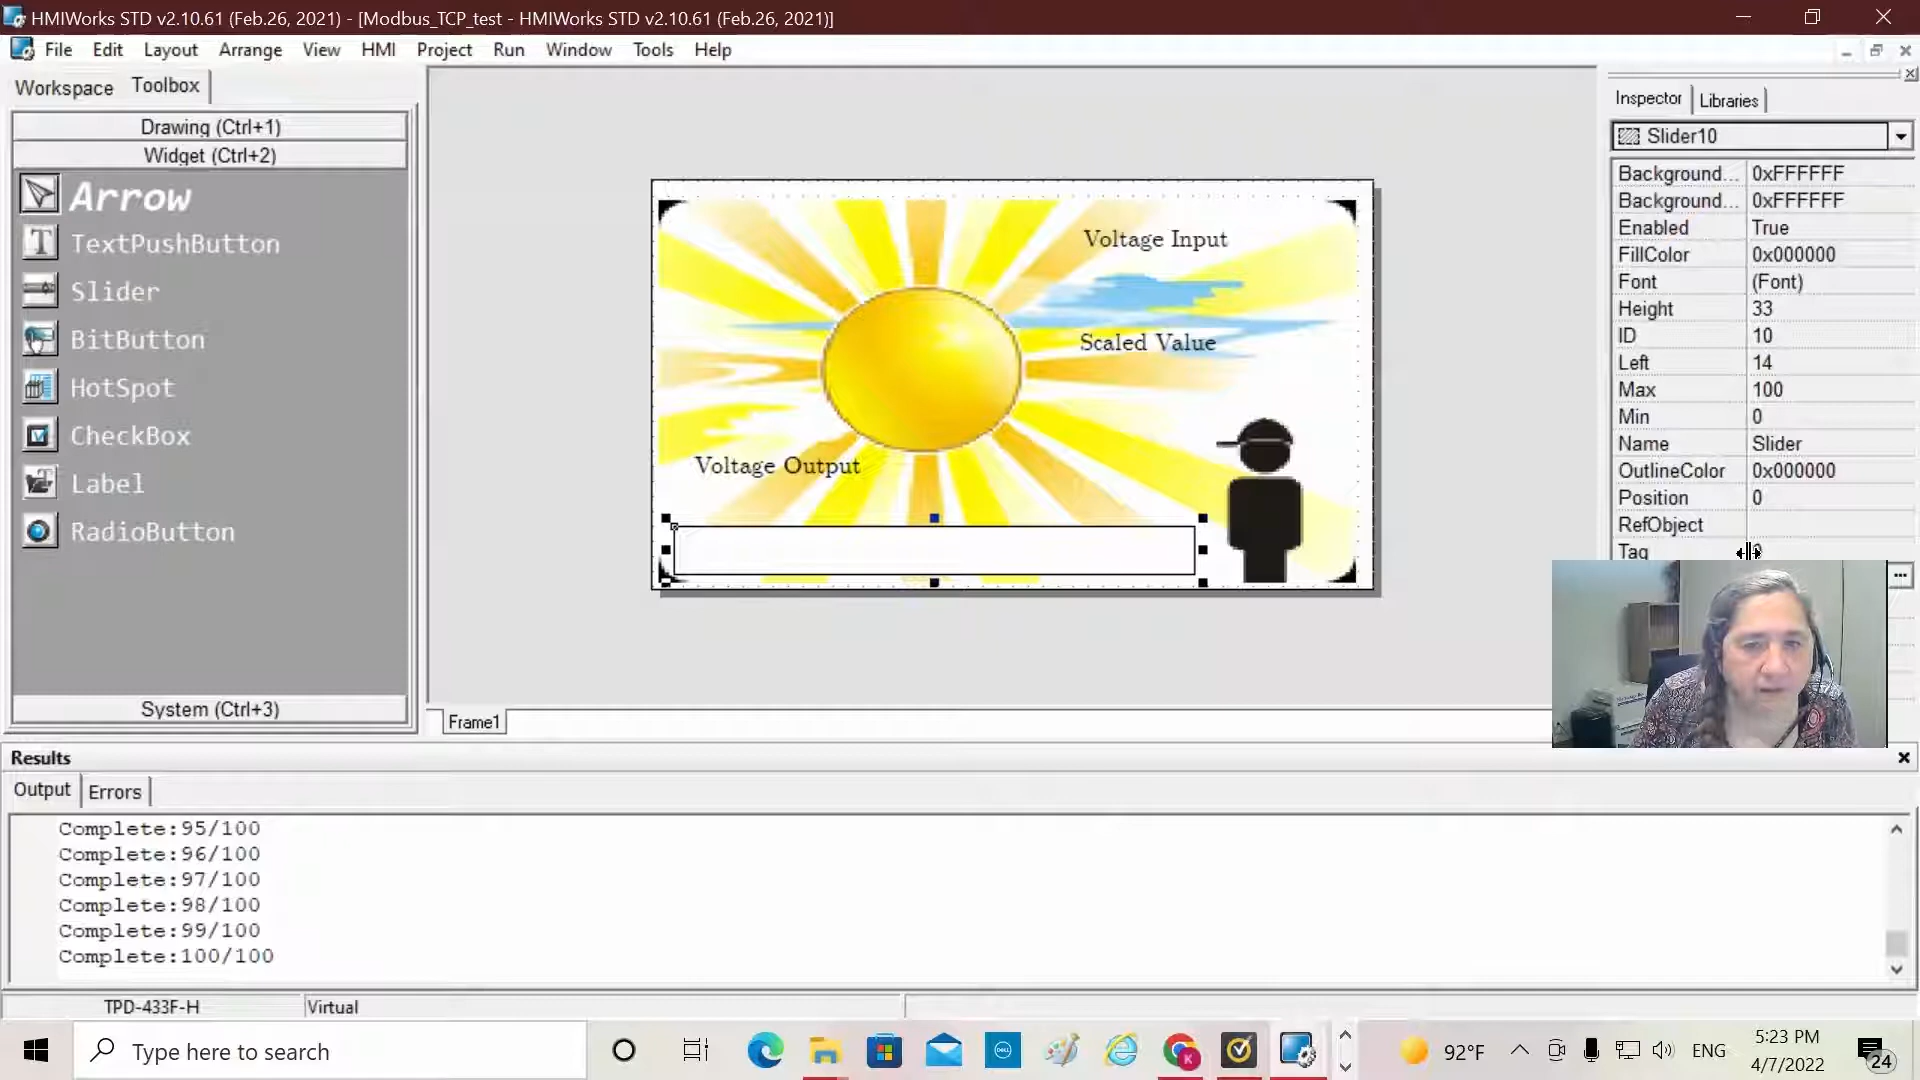 HMIWorks STD v2.10.61 (Feb.26, 2021) - [Modbus_TCP_test - HMIWorks STD v2.10.61 (Feb.26, 2021)]
File Edit Layout Arrange View HMI Project Run Window Tools Help
Workspace Toolbox
Drawing (Ctrl+1)
Widget (Ctrl+2)
Arrow
TextPushButton
Slider
BitButton
HotSpot
CheckBox
Label
RadioButton
System (Ctrl+3)
Voltage Input
Scaled Value
Voltage Output
Frame1
Inspector Libraries
Slider10
Background... 0xFFFFFF
Background... 0xFFFFFF
Enabled True
FillColor 0x000000
Font (Font)
Height 33
ID 10
Left 14
Max 100
Min 0
Name Slider
OutlineColor 0x000000
Position 0
RefObject
Tag
...
Results
Output Errors
Complete:95/100
Complete:96/100
Complete:97/100
Complete:98/100
Complete:99/100
Complete:100/100
TPD-433F-H Virtual
Type here to search
92°F
ENG
5:23 PM
4/7/2022
24